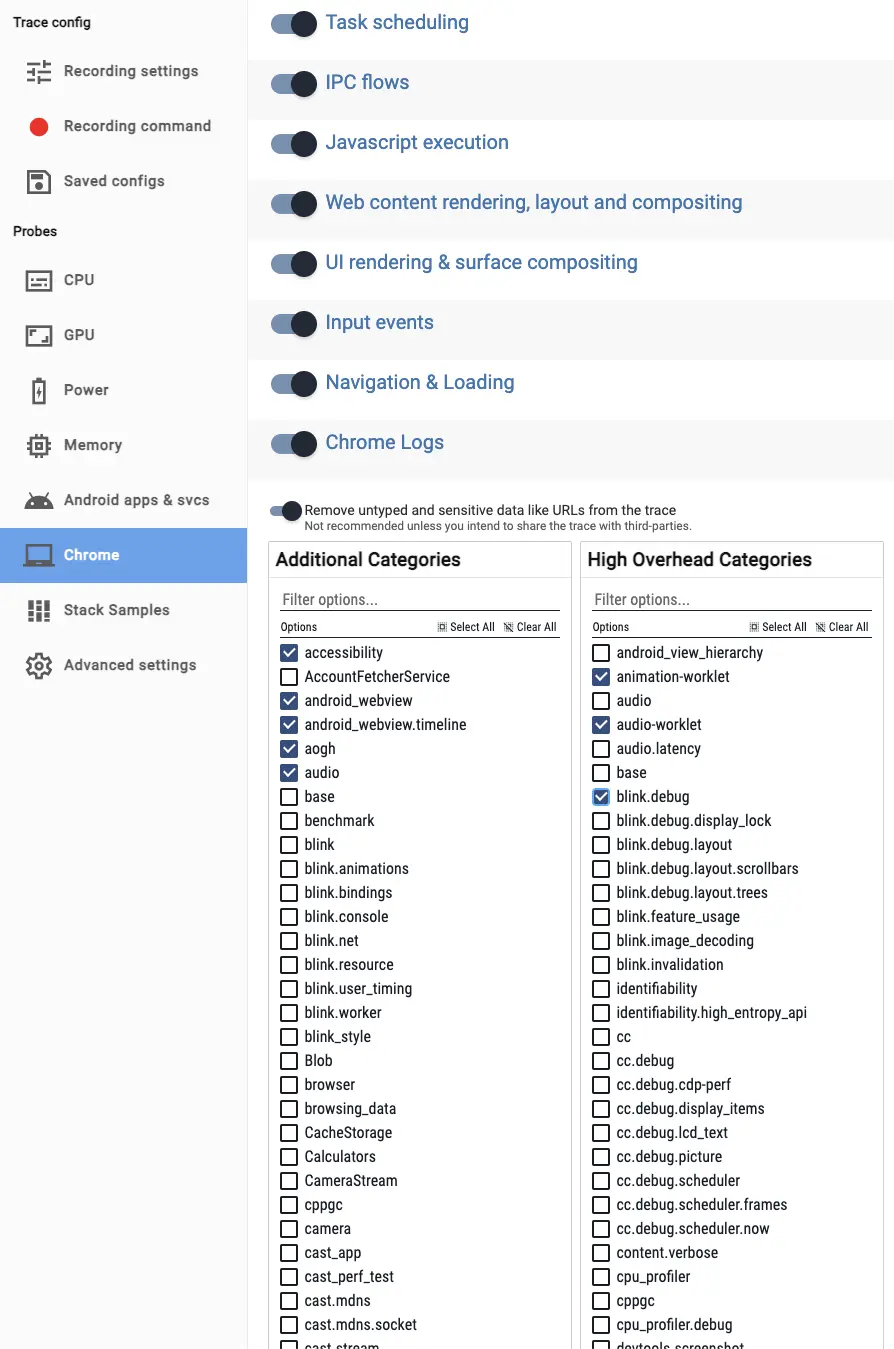 Trace config
Recording settings
Recording command
Saved configs
Probes
CPU
GPU
Power
Memory
Android apps & svcs
Chrome
Stack Samples
Advanced settings
Task scheduling
IPC flows
Javascript execution
Web content rendering, layout and compositing
UI rendering & surface compositing
Input events
Navigation & Loading
Chrome Logs
Remove untyped and sensitive data like URLs from the trace
Not recommended unless you intend to share the trace with third-parties.
Additional Categories
Filter options...
Options Select All Clear All
accessibility
AccountFetcherService
android_webview
android_webview.timeline
aogh
audio
base
benchmark
blink
blink.animations
blink.bindings
blink.console
blink.net
blink.resource
blink.user_timing
blink.worker
blink_style
Blob
browser
browsing_data
CacheStorage
Calculators
CameraStream
cppgc
camera
cast_app
cast_perf_test
cast.mdns
cast.mdns.socket
cast.stream
High Overhead Categories
Filter options...
Options Select All Clear All
android_view_hierarchy
animation-worklet
audio
audio-worklet
audio.latency
base
blink.debug
blink.debug.display_lock
blink.debug.layout
blink.debug.layout.scrollbars
blink.debug.layout.trees
blink.feature_usage
blink.image_decoding
blink.invalidation
identifiability
identifiability.high_entropy_api
cc
cc.debug
cc.debug.cdp-perf
cc.debug.display_items
cc.debug.lcd_text
cc.debug.picture
cc.debug.scheduler
cc.debug.scheduler.frames
cc.debug.scheduler.now
content.verbose
cpu_profiler
cppgc
cpu_profiler.debug
devtools.screenshot